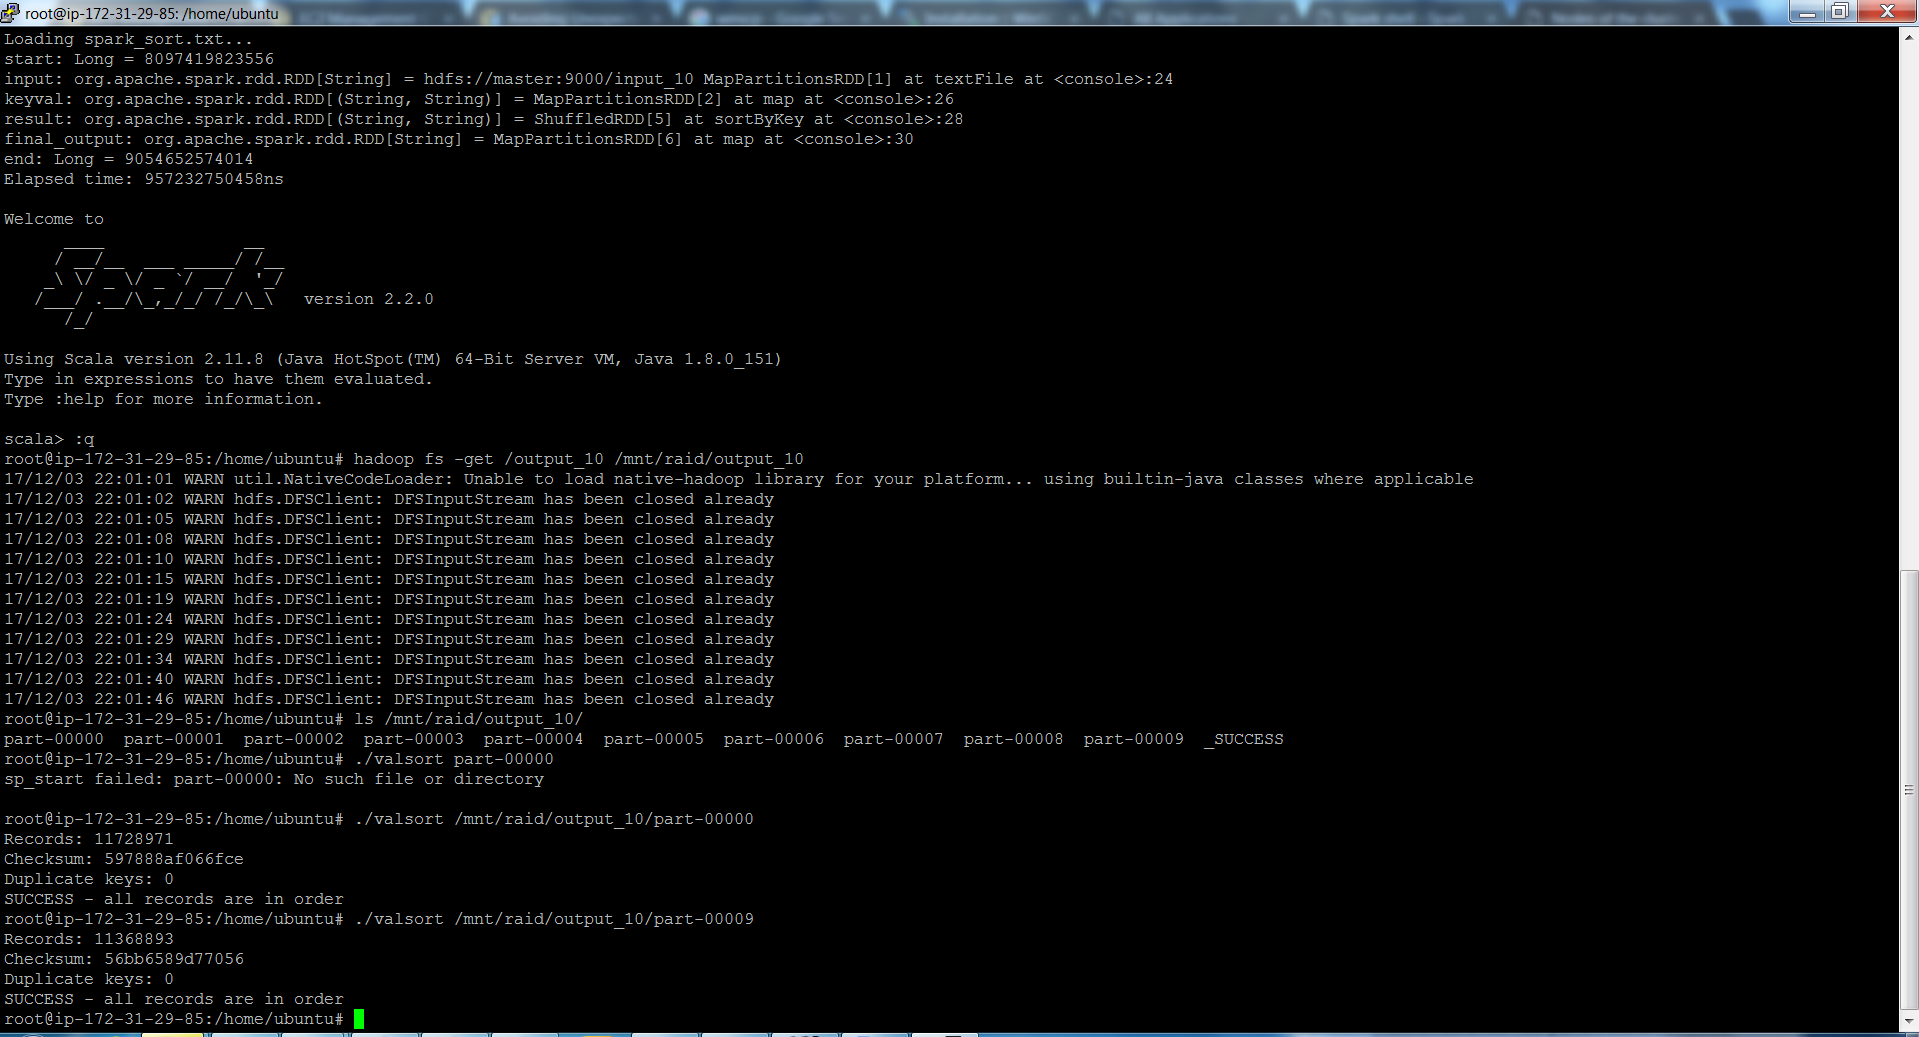 root@ip-172-31-29-85: /home/ubuntu
Loading spark_sort.txt...
start: Long = 8097419823556
input: org.apache.spark.rdd.RDD[String] = hdfs://master:9000/input_10 MapPartitionsRDD[1] at textFile at <console>:24
keyval: org.apache.spark.rdd.RDD[(String, String)] = MapPartitionsRDD[2] at map at <console>:26
result: org.apache.spark.rdd.RDD[(String, String)] = ShuffledRDD[5] at sortByKey at <console>:28
final_output: org.apache.spark.rdd.RDD[String] = MapPartitionsRDD[6] at map at <console>:30
end: Long = 9054652574014
Elapsed time: 957232750458ns
Welcome to
      ____              __
     / __/__  ___ _____/ /__
    _\ \/ _ \/ _ `/ __/  '_/
   /___/ .__/\_,_/_/ /_/\_\   version 2.2.0
      /_/
Using Scala version 2.11.8 (Java HotSpot(TM) 64-Bit Server VM, Java 1.8.0_151)
Type in expressions to have them evaluated.
Type :help for more information.
scala> :q
root@ip-172-31-29-85:/home/ubuntu# hadoop fs -get /output_10 /mnt/raid/output_10
17/12/03 22:01:01 WARN util.NativeCodeLoader: Unable to load native-hadoop library for your platform... using builtin-java classes where applicable
17/12/03 22:01:02 WARN hdfs.DFSClient: DFSInputStream has been closed already
17/12/03 22:01:05 WARN hdfs.DFSClient: DFSInputStream has been closed already
17/12/03 22:01:08 WARN hdfs.DFSClient: DFSInputStream has been closed already
17/12/03 22:01:10 WARN hdfs.DFSClient: DFSInputStream has been closed already
17/12/03 22:01:15 WARN hdfs.DFSClient: DFSInputStream has been closed already
17/12/03 22:01:19 WARN hdfs.DFSClient: DFSInputStream has been closed already
17/12/03 22:01:24 WARN hdfs.DFSClient: DFSInputStream has been closed already
17/12/03 22:01:29 WARN hdfs.DFSClient: DFSInputStream has been closed already
17/12/03 22:01:34 WARN hdfs.DFSClient: DFSInputStream has been closed already
17/12/03 22:01:40 WARN hdfs.DFSClient: DFSInputStream has been closed already
17/12/03 22:01:46 WARN hdfs.DFSClient: DFSInputStream has been closed already
root@ip-172-31-29-85:/home/ubuntu# ls /mnt/raid/output_10/
part-00000  part-00001  part-00002  part-00003  part-00004  part-00005  part-00006  part-00007  part-00008  part-00009  _SUCCESS
root@ip-172-31-29-85:/home/ubuntu# ./valsort part-00000
sp_start failed: part-00000: No such file or directory
root@ip-172-31-29-85:/home/ubuntu# ./valsort /mnt/raid/output_10/part-00000
Records: 11728971
Checksum: 597888af066fce
Duplicate keys: 0
SUCCESS - all records are in order
root@ip-172-31-29-85:/home/ubuntu# ./valsort /mnt/raid/output_10/part-00009
Records: 11368893
Checksum: 56bb6589d77056
Duplicate keys: 0
SUCCESS - all records are in order
root@ip-172-31-29-85:/home/ubuntu#